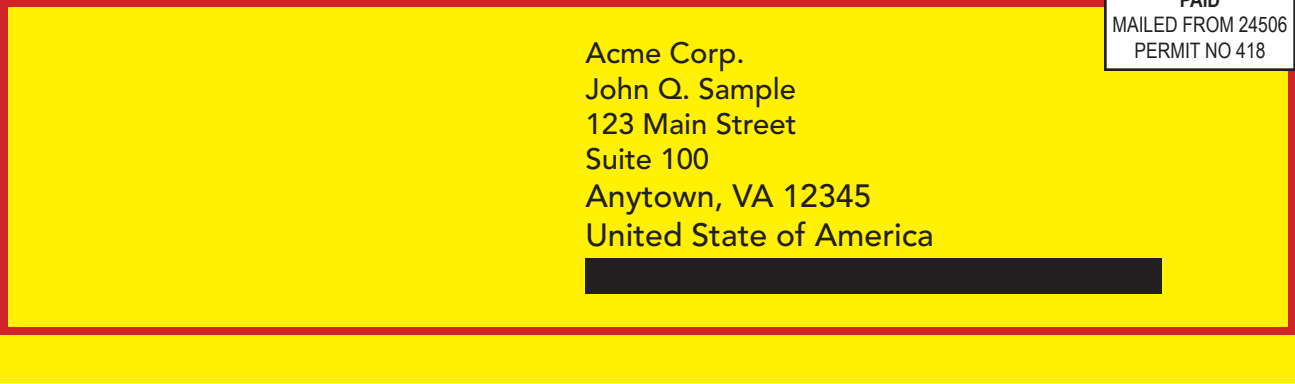 PAID
MAILED FROM 24506
PERMIT NO 418
Acme Corp.
John Q. Sample
123 Main Street
Suite 100
Anytown, VA 12345
United State of America